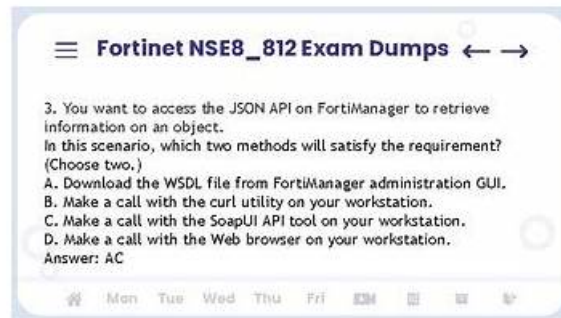 Fortinet NSE8_812 Exam Dumps
3. You want to access the JSON API on FortiManager to retrieve
information on an object.
In this scenario, which two methods will satisfy the requirement?
(Choose two.)
A. Download the WSDL file from FortiManager administration GUI.
B. Make a call with the curl utility on your workstation.
C. Make a call with the SoapUI API tool on your workstation.
D. Make a call with the Web browser on your workstation.
Answer: AC
Mon Tue Wed Thu Fri